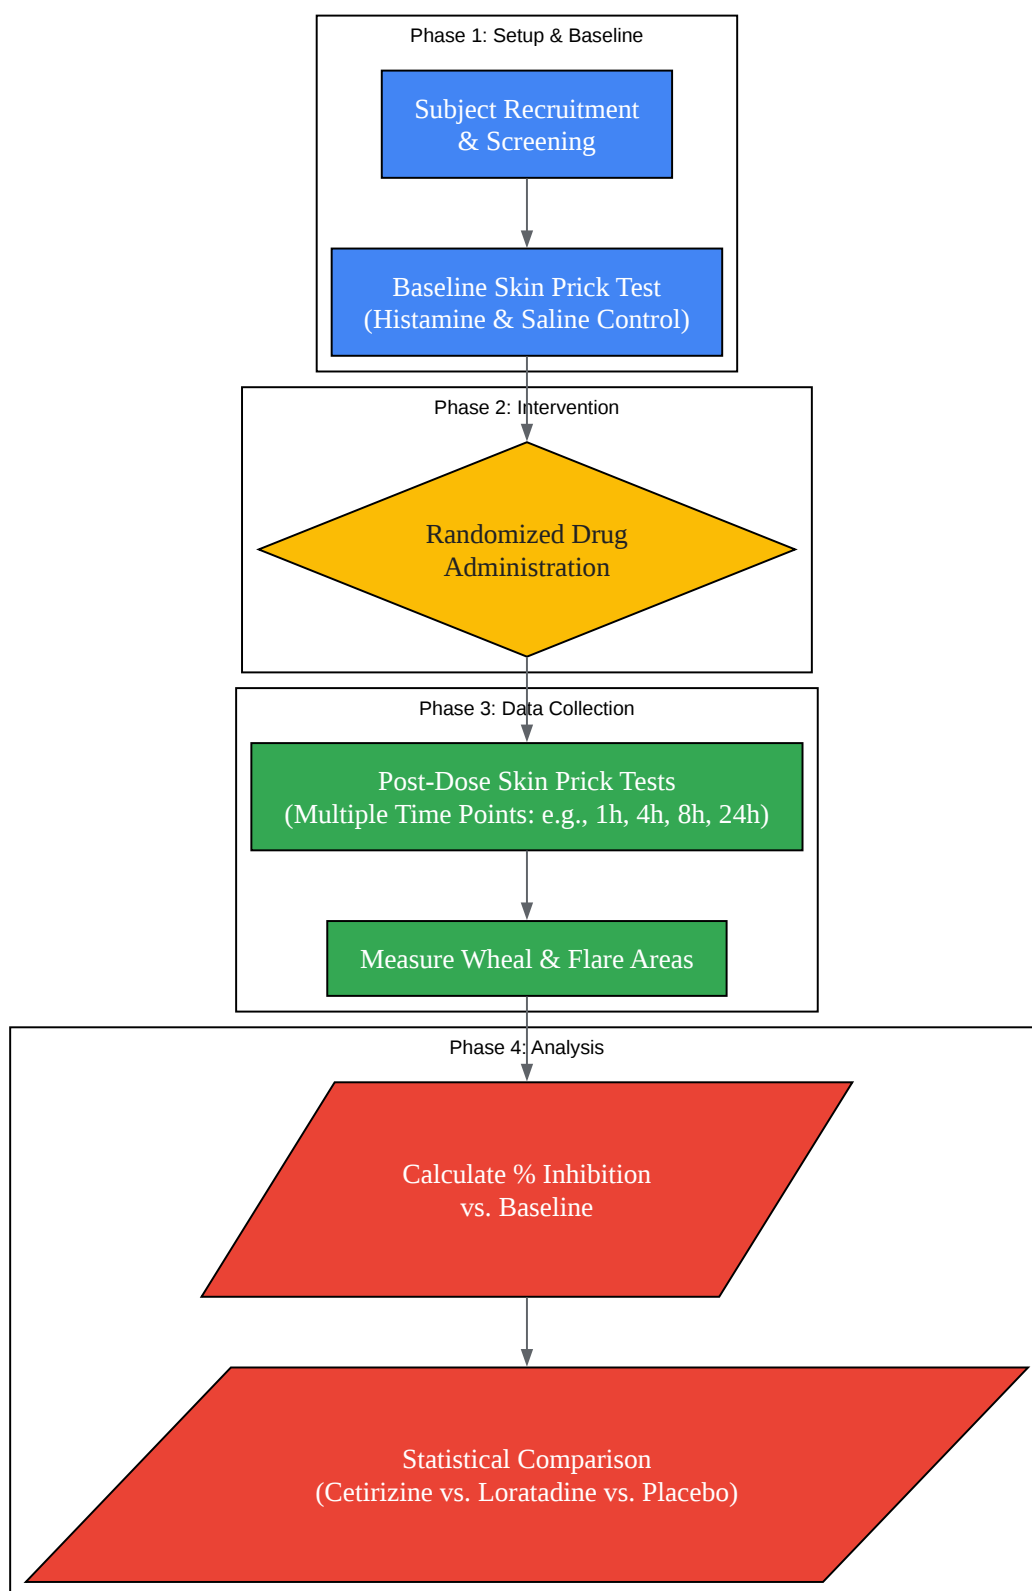 Phase 1: Setup & Baseline
Subject Recruitment
& Screening
Baseline Skin Prick Test
(Histamine & Saline Control)
Phase 2: Intervention
Randomized Drug
Administration
Phase 3: Data Collection
Post-Dose Skin Prick Tests
(Multiple Time Points: e.g., 1h, 4h, 8h, 24h)
Measure Wheal & Flare Areas
Phase 4: Analysis
Calculate % Inhibition
vs. Baseline
Statistical Comparison
(Cetirizine vs. Loratadine vs. Placebo)